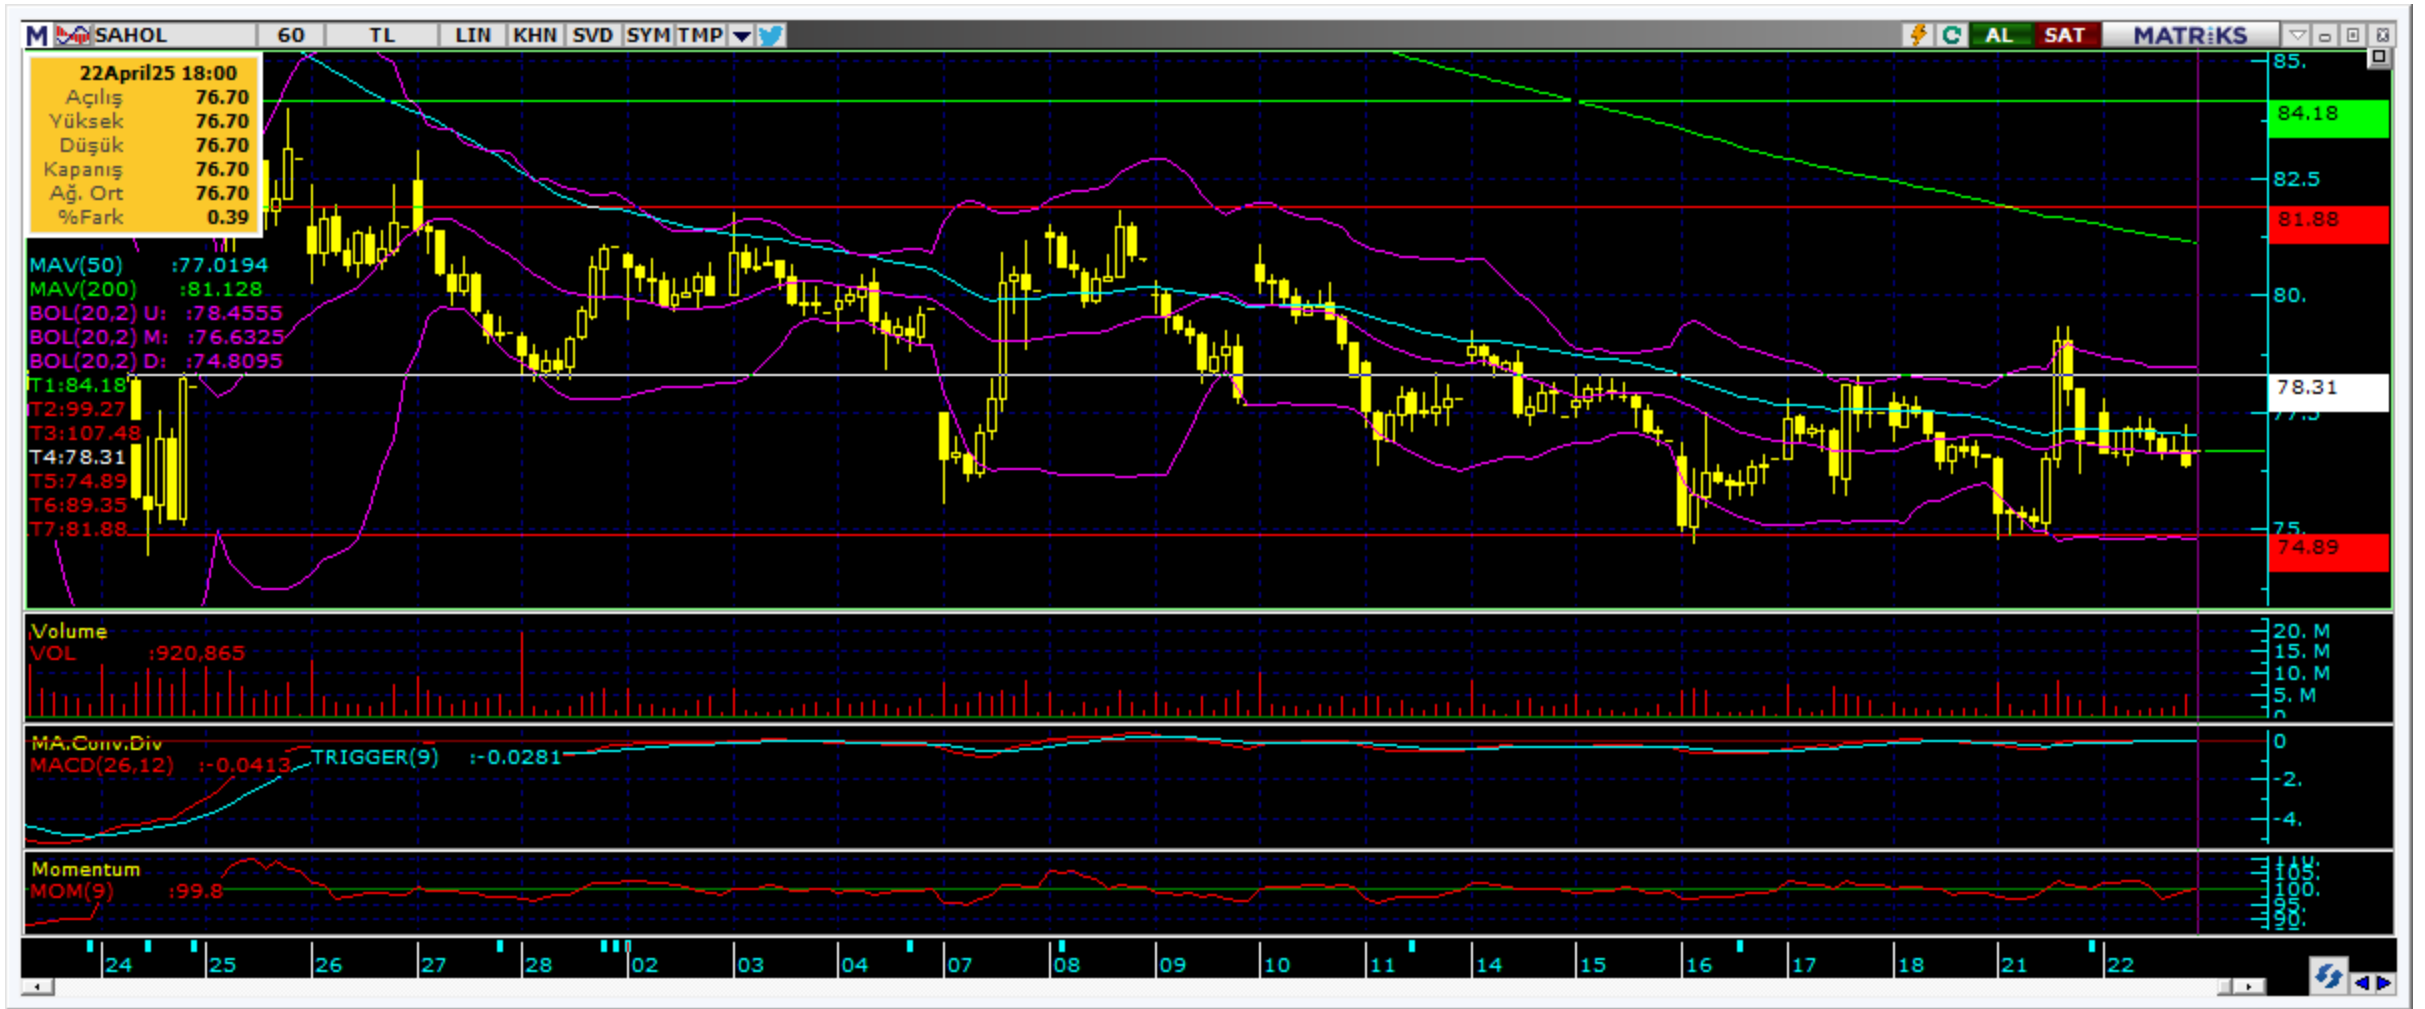 M SAHOL 60 TL LIN KHN SVD SYM TMP AL SAT MATRiKS
22April25 18:00
Açılış 76.70
Yüksek 76.70
Düşük 76.70
Kapanış 76.70
Ağ. Ort 76.70
%Fark 0.39
MAV(50) :77.0194
MAV(200) :81.128
BOL(20,2) U: :78.4555
BOL(20,2) M: :76.6325
BOL(20,2) D: :74.8095
T1:84.18
T2:99.27
T3:107.48
T4:78.31
T5:74.89
T6:89.35
T7:81.88
85.
84.18
82.5
81.88
80.
78.31
77.5
75.
74.89
Volume
VOL :920,865
20. M
15. M
10. M
5. M
0
MA.Conv.Div
MACD(26,12) :-0.0413
TRIGGER(9) :-0.0281
0
-2.
-4.
Momentum
MOM(9) :99.8
110.
105.
100.
95.
90.
24 25 26 27 28 02 03 04 07 08 09 10 11 14 15 16 17 18 21 22